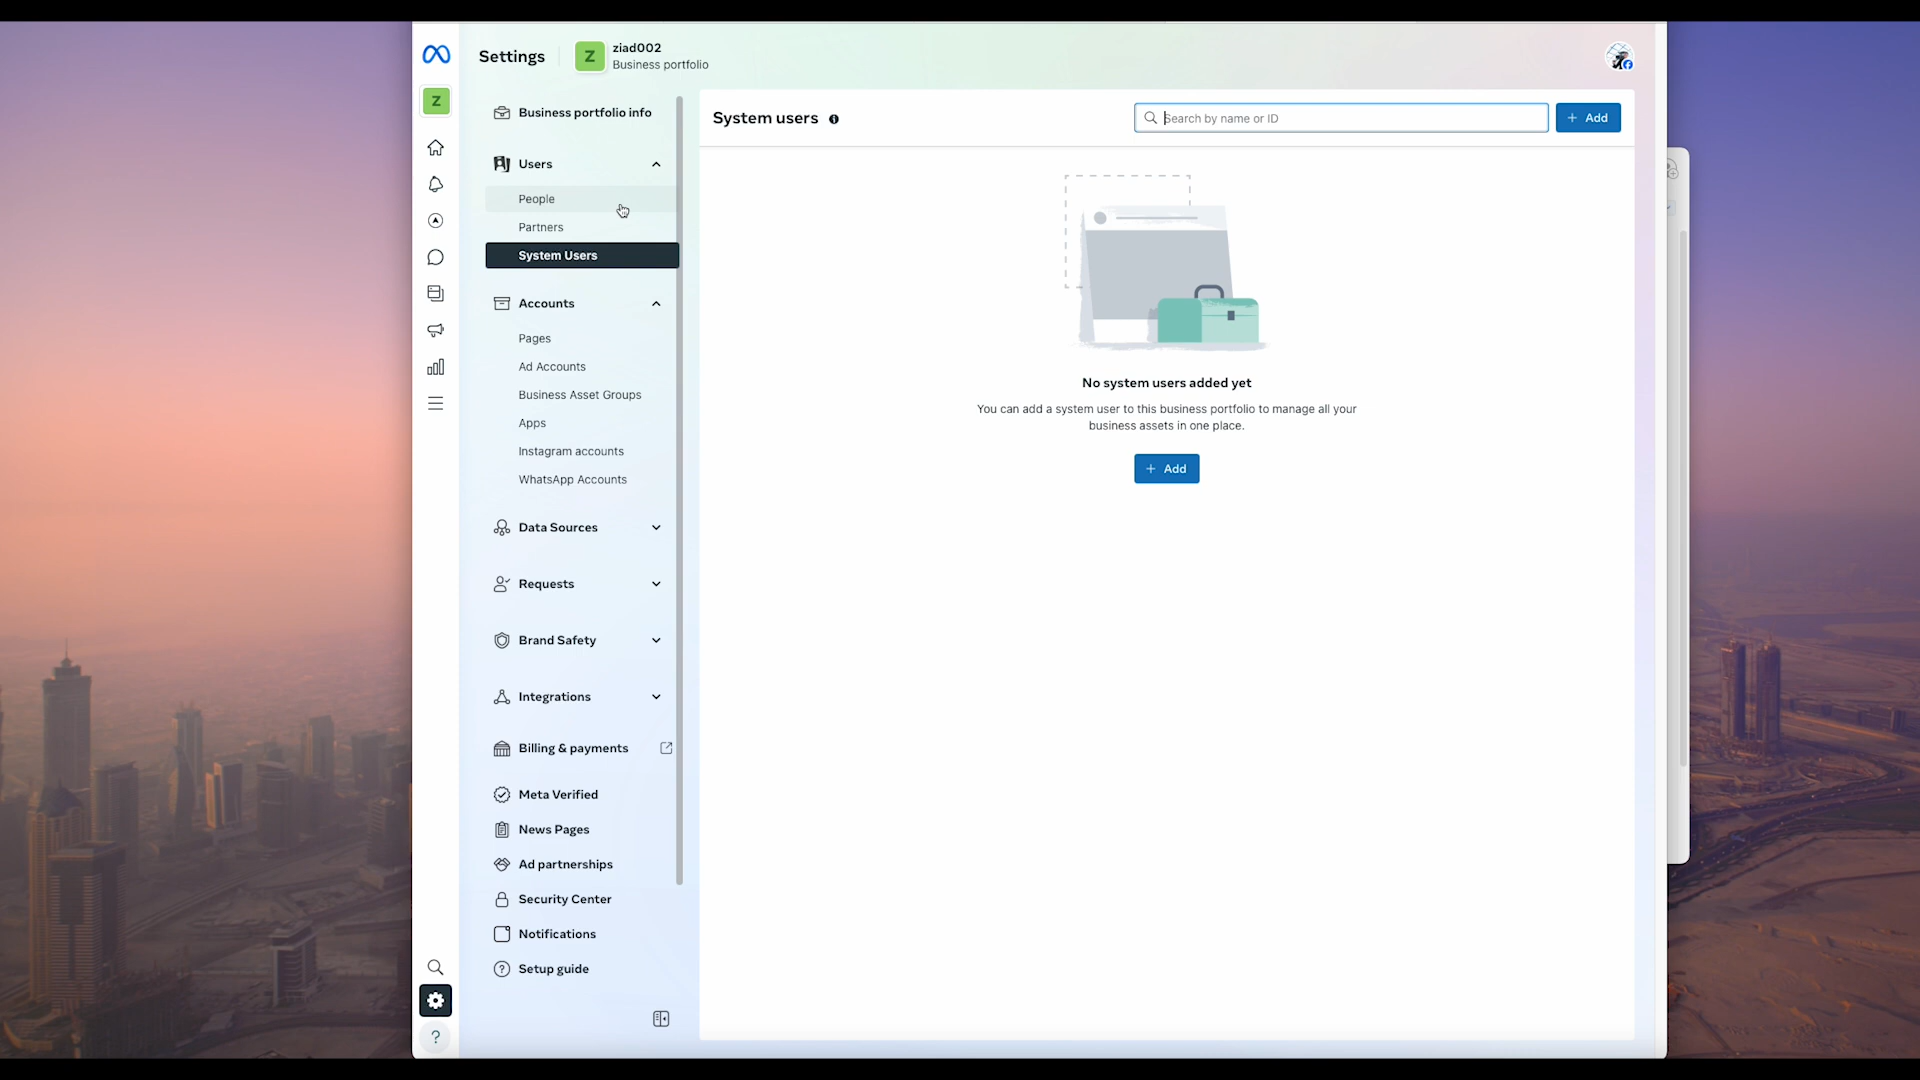 Settings
Z
ziad002
Business portfolio
Z
Business portfolio info
Users
People
Partners
System Users
Accounts
Pages
Ad Accounts
Business Asset Groups
Apps
Instagram accounts
WhatsApp Accounts
Data Sources
Requests
Brand Safety
Integrations
Billing & payments
Meta Verified
News Pages
Ad partnerships
Security Center
Notifications
Setup guide
System users
Search by name or ID
+ Add
No system users added yet
You can add a system user to this business portfolio to manage all your
business assets in one place.
+ Add